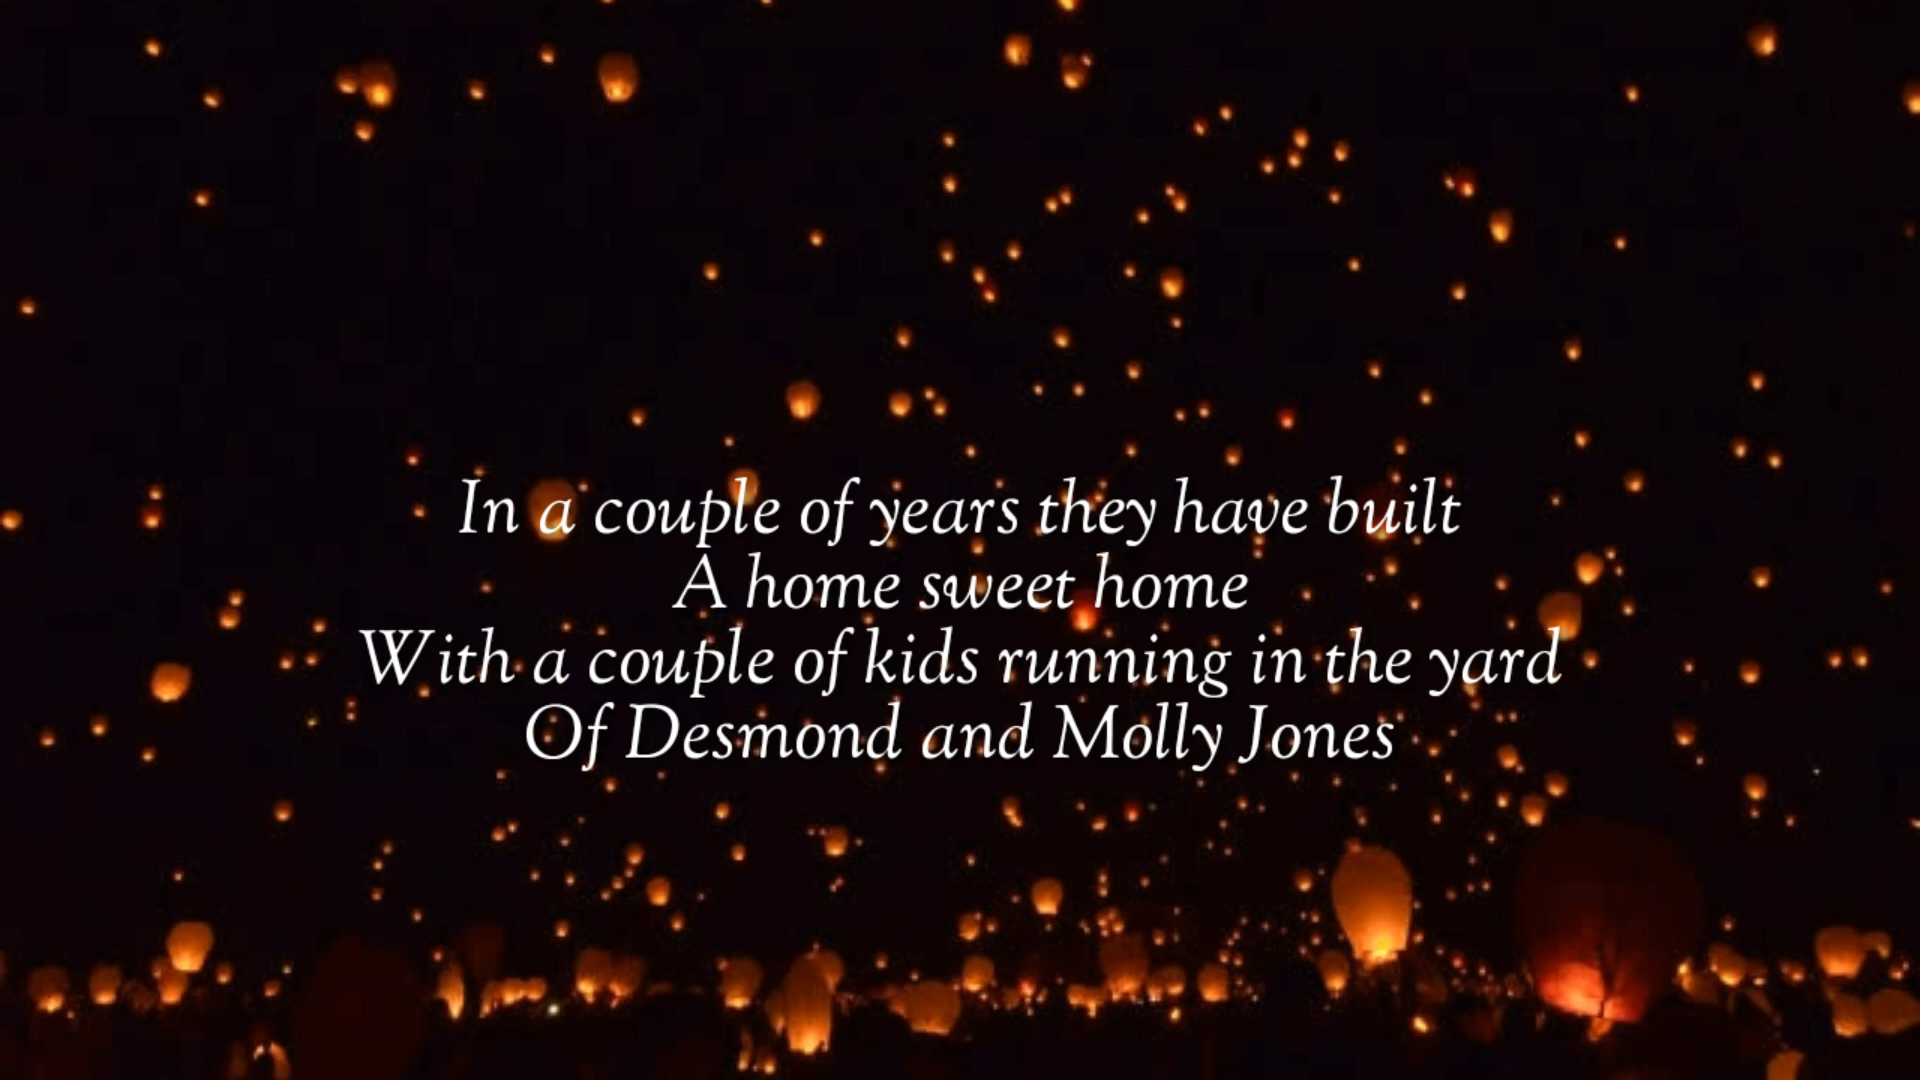 In a couple of years they have built
A home sweet home
With a couple of kids running in the yard
Of Desmond and Molly Jones